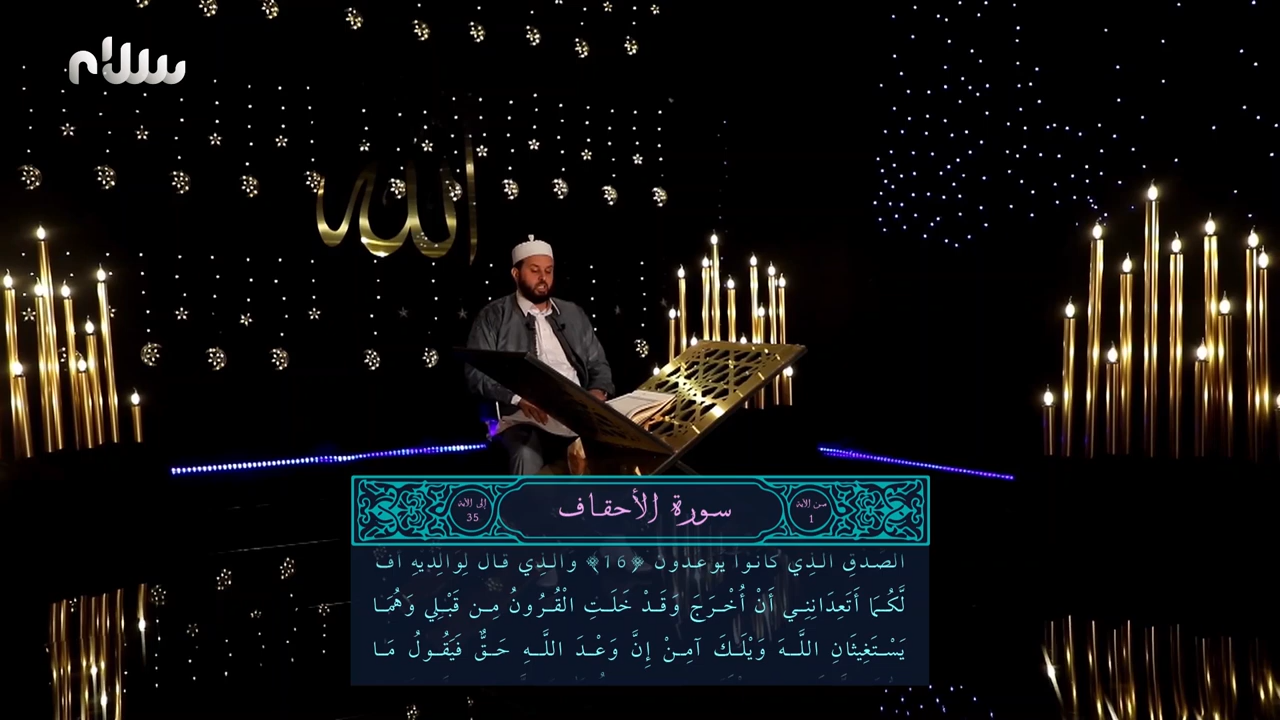 سلام
الله
إلى الآية
35
سورة الأحقاف
من الآية
1
الصدق الذي كانوا يوعدون ﴿16﴾ والذي قال لوالديه أف
لَّكُمَا أَتَعِدَانِنِي أَنْ أُخْرَجَ وَقَدْ خَلَتِ الْقُرُونُ مِن قَبْلِي وَهُمَا
يَسْتَغِيثَانِ اللَّهَ وَيْلَكَ آمِنْ إِنَّ وَعْدَ اللَّهِ حَقٌّ فَيَقُولُ مَا